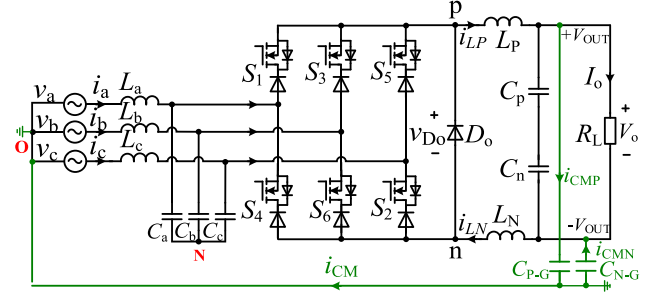 p
i_LP L_P
+V_OUT
S_1 S_3 S_5
v_a i_a L_a
v_b i_b L_b
v_c i_c L_c
O
C_p
I_o
v_Do + - D_o
R_L + V_o -
C_n
i_CMP
S_4 S_6 S_2
C_a C_b C_c
N
i_LN L_N
-V_OUT
n
i_CMN
i_CM
C_P-G C_N-G